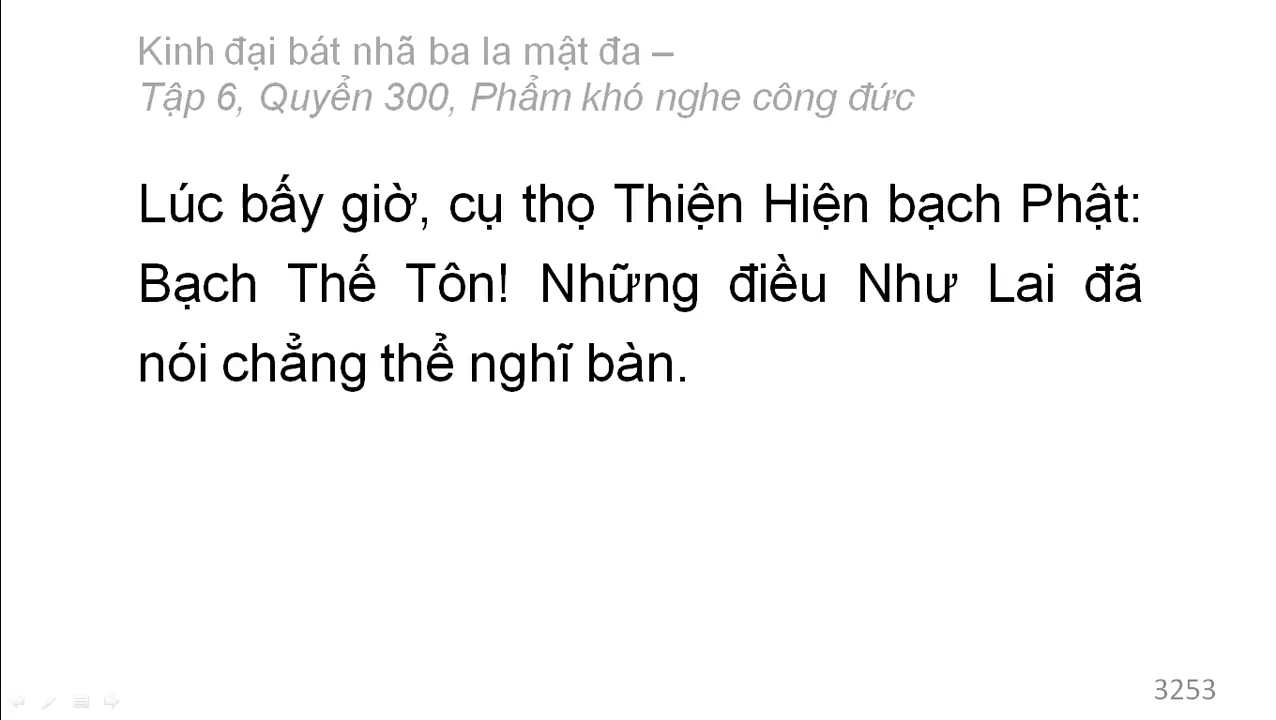 Kinh đại bát nhã ba la mật đa –
Tập 6, Quyển 300, Phẩm khó nghe công đức
Lúc bấy giờ, cụ thọ Thiện Hiện bạch Phật:
Bạch Thế Tôn! Những điều Như Lai đã
nói chẳng thể nghĩ bàn.
3253